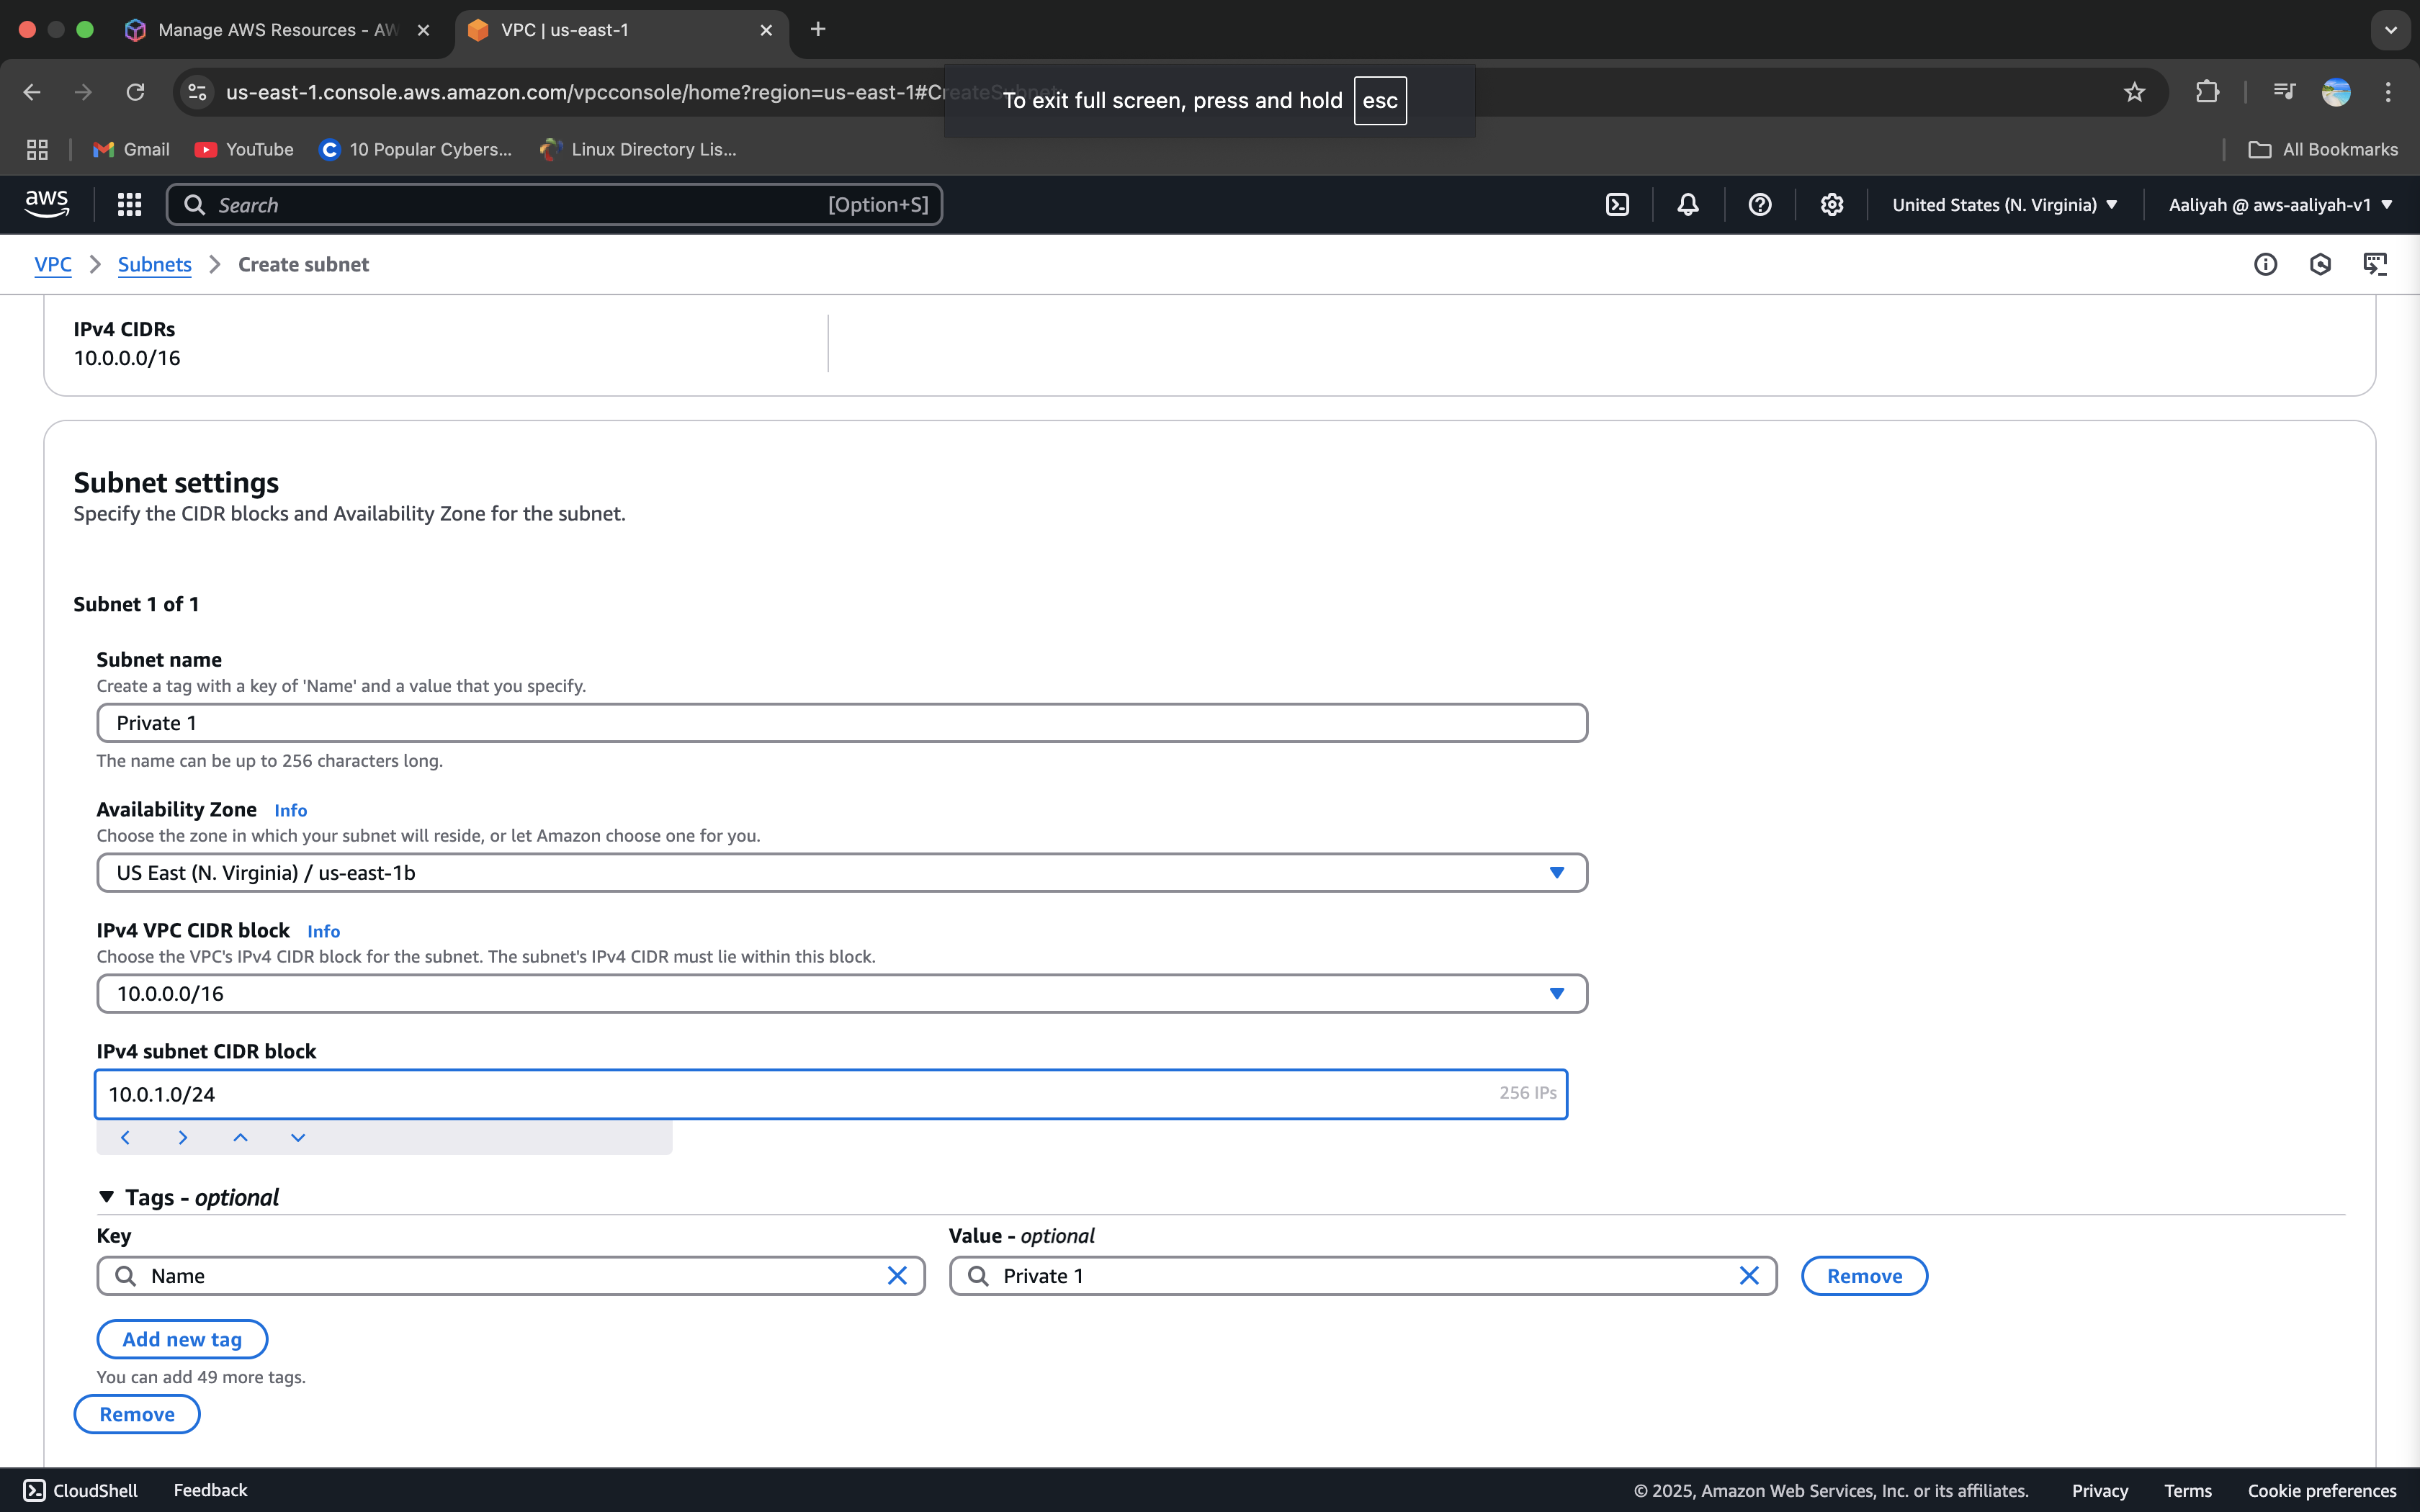 Manage AWS Resources - AW
VPC | us-east-1
us-east-1.console.aws.amazon.com/vpcconsole/home?region=us-east-1#CreateSubnet:
To exit full screen, press and hold esc
Gmail
YouTube
10 Popular Cybers...
Linux Directory Lis...
All Bookmarks
aws
Search
[Option+S]
United States (N. Virginia)
Aaliyah @ aws-aaliyah-v1
VPC
Subnets
Create subnet
IPv4 CIDRs
10.0.0.0/16
Subnet settings
Specify the CIDR blocks and Availability Zone for the subnet.
Subnet 1 of 1
Subnet name
Create a tag with a key of 'Name' and a value that you specify.
Private 1
The name can be up to 256 characters long.
Availability Zone Info
Choose the zone in which your subnet will reside, or let Amazon choose one for you.
US East (N. Virginia) / us-east-1b
IPv4 VPC CIDR block Info
Choose the VPC's IPv4 CIDR block for the subnet. The subnet's IPv4 CIDR must lie within this block.
10.0.0.0/16
IPv4 subnet CIDR block
10.0.1.0/24
256 IPs
Tags - optional
Key
Value - optional
Name
Private 1
Remove
Add new tag
You can add 49 more tags.
Remove
CloudShell
Feedback
© 2025, Amazon Web Services, Inc. or its affiliates.
Privacy
Terms
Cookie preferences